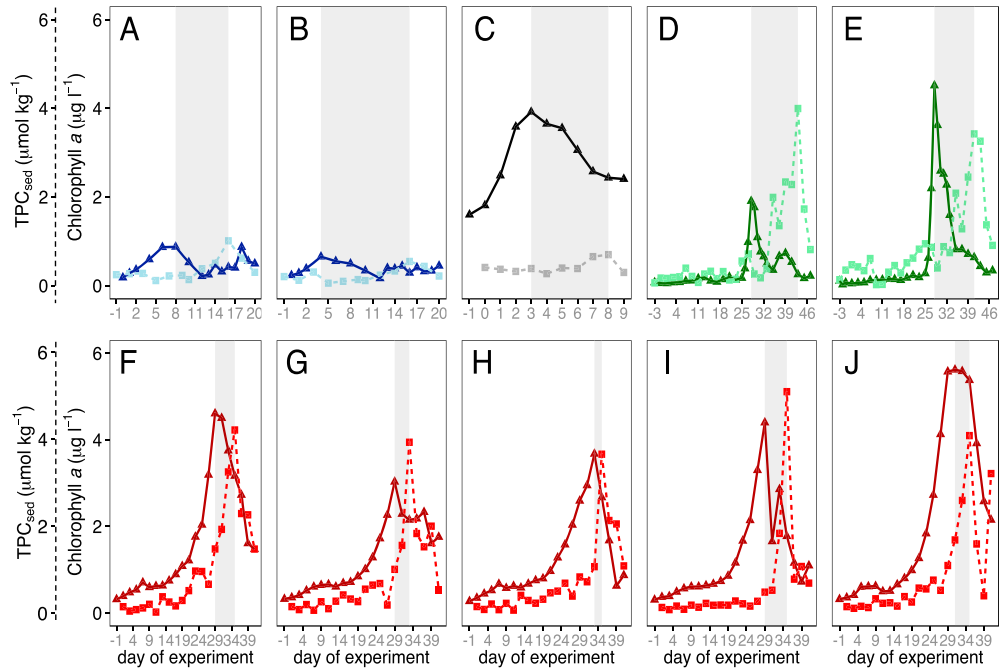 A B C D E
TPCsed (μmol kg⁻¹)
Chlorophyll a (μg l⁻¹)
6 6
4 4
2 2
0 0
-1 2 5 8 11 14 17 20
-1 2 5 8 11 14 17 20
-1 0 1 2 3 4 5 6 7 8 9
-3 4 11 18 25 32 39 46
-3 4 11 18 25 32 39 46
F G H I J
TPCsed (μmol kg⁻¹)
Chlorophyll a (μg l⁻¹)
6 6
4 4
2 2
0 0
-1 4 9 14 19 24 29 34 39
-1 4 9 14 19 24 29 34 39
-1 4 9 14 19 24 29 34 39
-1 4 9 14 19 24 29 34 39
-1 4 9 14 19 24 29 34 39
day of experiment day of experiment day of experiment day of experiment day of experiment